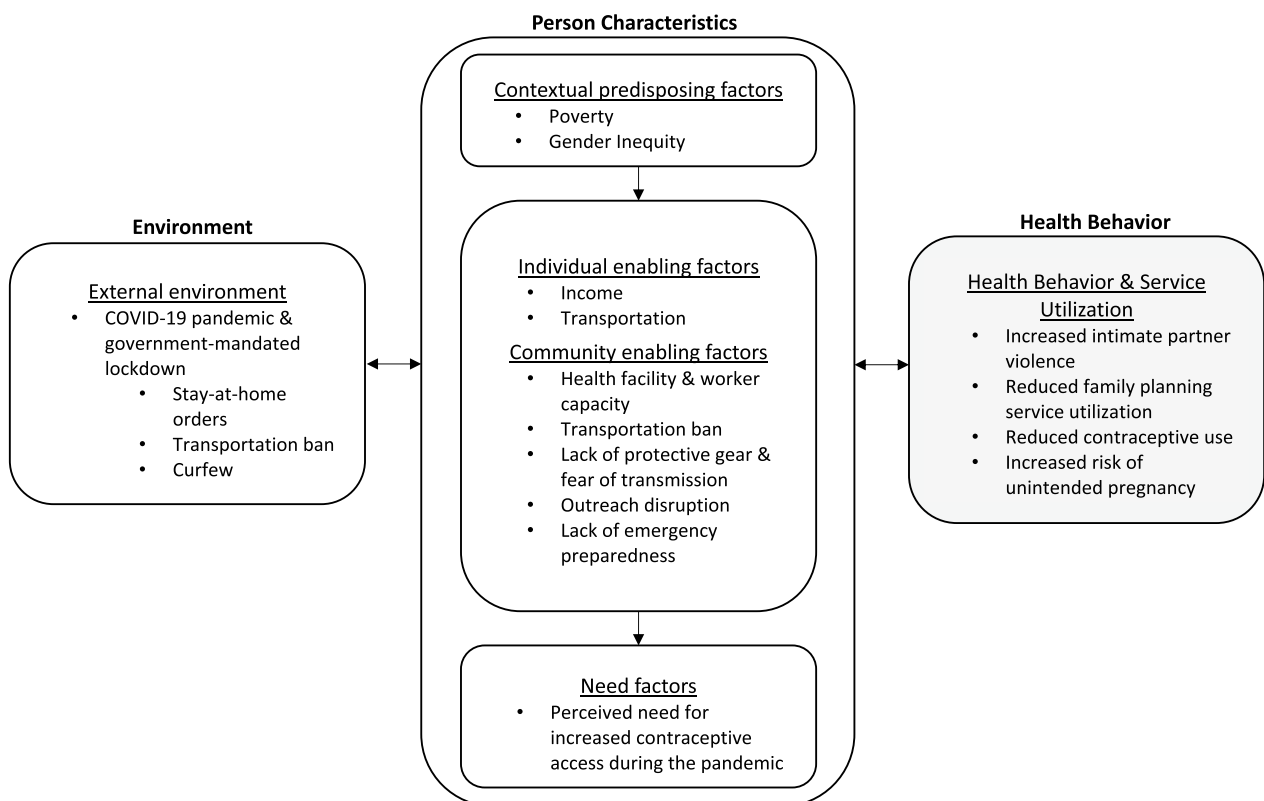 Person Characteristics
Contextual predisposing factors
• Poverty
• Gender Inequity
Environment
External environment
• COVID-19 pandemic &
government-mandated
lockdown
• Stay-at-home
orders
• Transportation ban
• Curfew
Individual enabling factors
• Income
• Transportation
Community enabling factors
• Health facility & worker
capacity
• Transportation ban
• Lack of protective gear &
fear of transmission
• Outreach disruption
• Lack of emergency
preparedness
Need factors
• Perceived need for
increased contraceptive
access during the pandemic
Health Behavior
Health Behavior & Service
Utilization
• Increased intimate partner
violence
• Reduced family planning
service utilization
• Reduced contraceptive use
• Increased risk of
unintended pregnancy